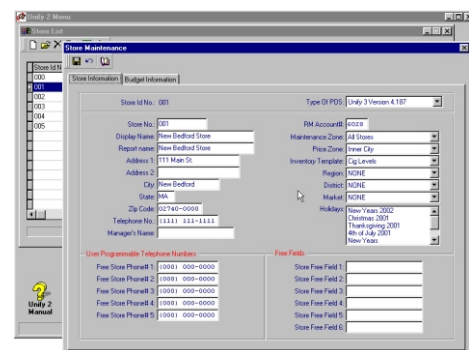 Unify 2 Menu
Store List
Store Maintenance
Store Information
Budget Information
Store Id N
000
001
002
003
004
005
Store Id No.: 001
Type Of POS: Unify 3 Version 4.187
Store No.: 001
RM Account#: 6028
Display Name: New Bedford Store
Maintenance Zone: All Stores
Report name: New Bedford Store
Price Zone: Inner City
Address 1: 111 Main St.
Inventory Template: Cig Levels
Address 2:
Region: NONE
City: New Bedford
District: NONE
State: MA
Market: NONE
Zip Code: 02740-0000
Holidays: New Years 2002
Christmas 2001
Thanksgiving 2001
4th of July 2001
New Years
Telephone No.: (111) 111-1111
Manager's Name:
User Programmable Telephone Numbers
Free Store Phone# 1: (000) 000-0000
Free Store Phone# 2: (000) 000-0000
Free Store Phone# 3: (000) 000-0000
Free Store Phone# 4: (000) 000-0000
Free Store Phone# 5: (000) 000-0000
Free Fields
Store Free Field 1:
Store Free Field 2:
Store Free Field 3:
Store Free Field 4:
Store Free Field 5:
Store Free Field 6:
Unify 2
Manual